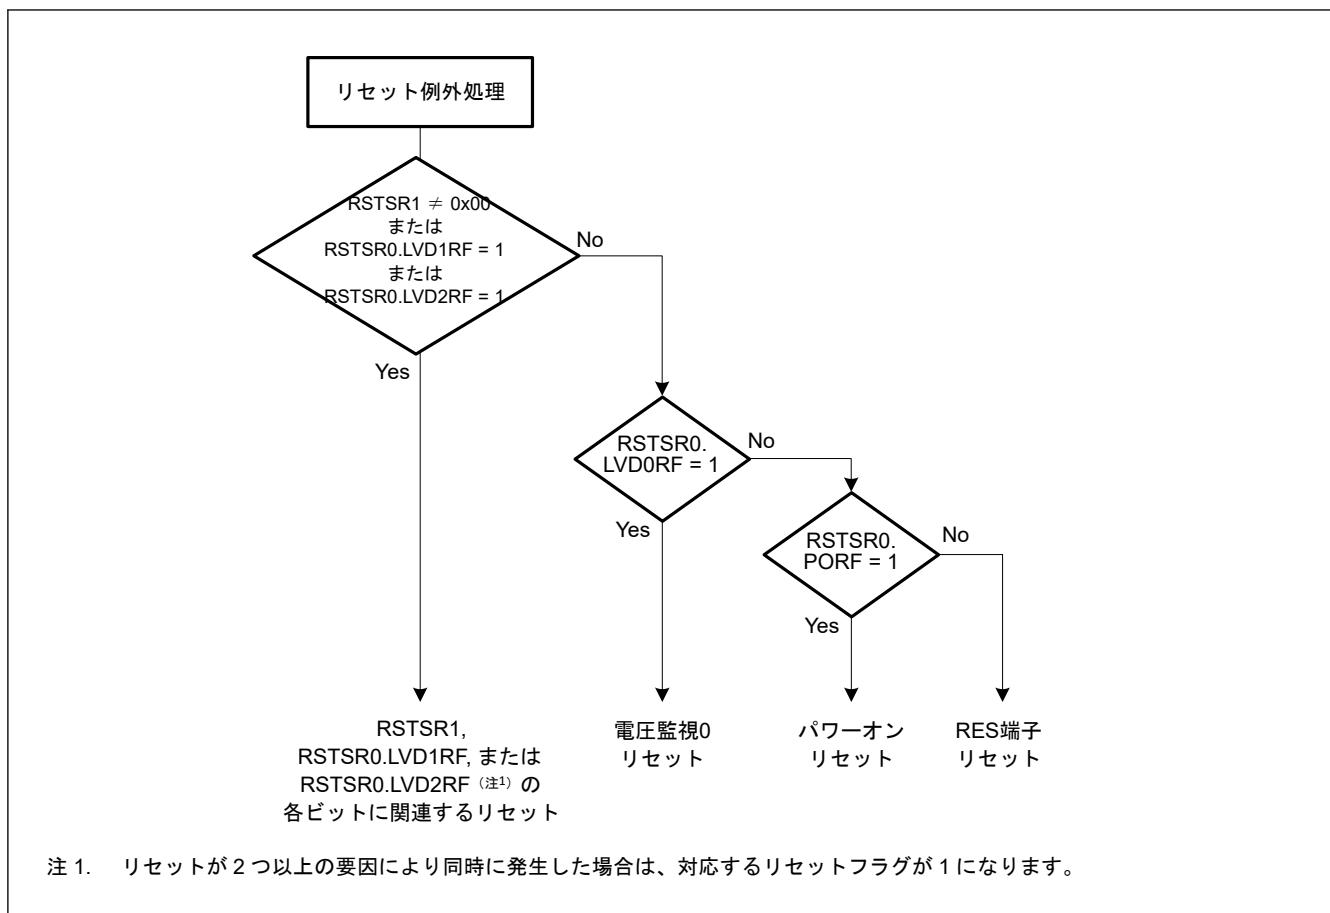 リセット例外処理
RSTSR1 ≠ 0x00
または
RSTSR0.LVD1RF = 1
または
RSTSR0.LVD2RF = 1
No
Yes
RSTSR0.
LVD0RF = 1
No
Yes
RSTSR0.
PORF = 1
No
Yes
RSTSR1,
RSTSR0.LVD1RF, または
RSTSR0.LVD2RF（注1）の
各ビットに関連するリセット
電圧監視0
リセット
パワーオン
リセット
RES端子
リセット
注 1. リセットが 2 つ以上の要因により同時に発生した場合は、対応するリセットフラグが 1 になります。